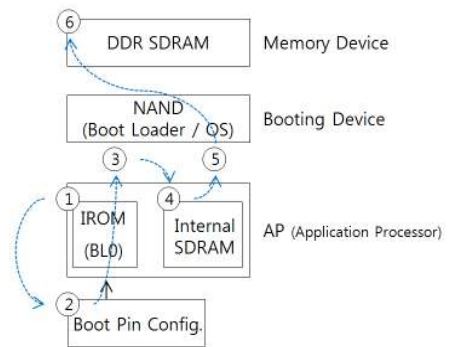 6
DDR SDRAM
Memory Device
NAND
(Boot Loader / OS)
Booting Device
3
5
1
4
IROM
(BL0)
Internal
SDRAM
AP (Application Processor)
2
Boot Pin Config.